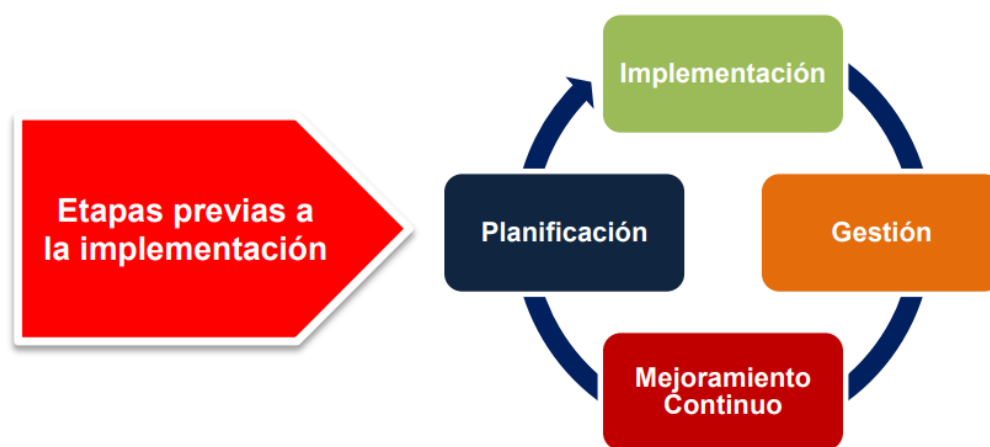 Etapas previas a
la implementación
Implementación
Planificación
Gestión
Mejoramiento
Continuo